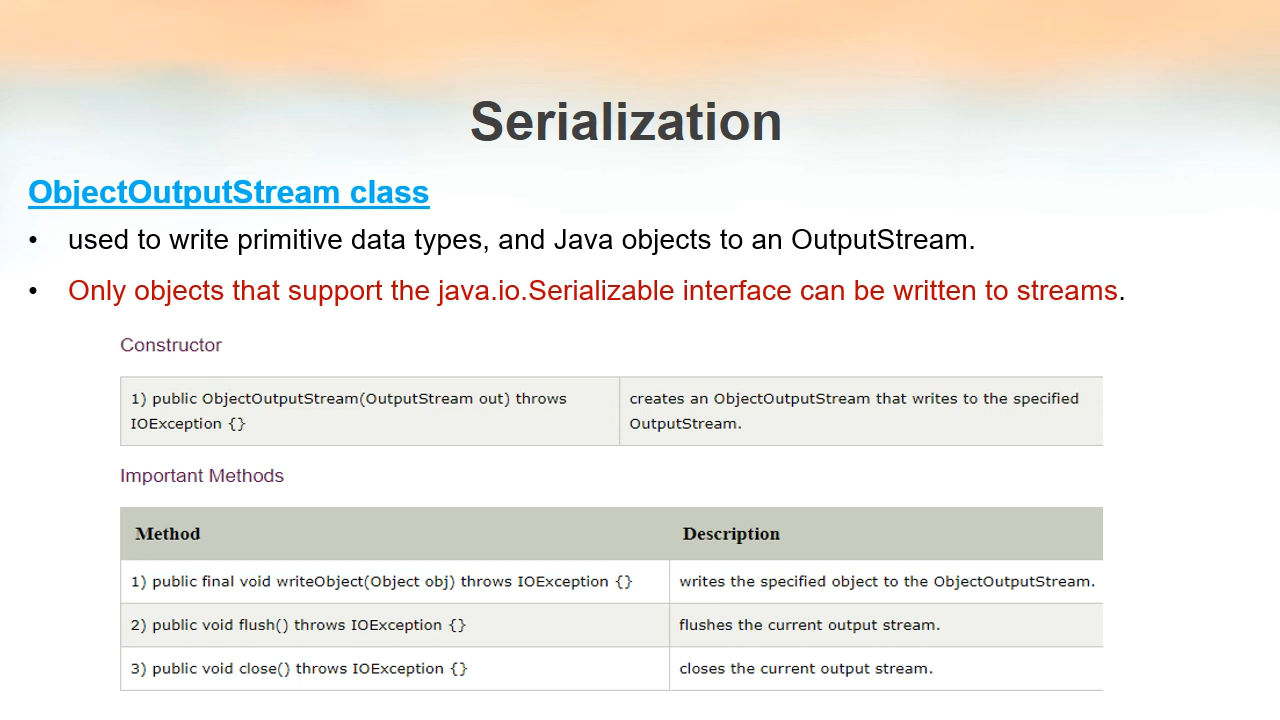 Serialization
ObjectOutputStream class
• used to write primitive data types, and Java objects to an OutputStream.
• Only objects that support the java.io.Serializable interface can be written to streams.
Constructor
1) public ObjectOutputStream(OutputStream out) throws
IOException {}
creates an ObjectOutputStream that writes to the specified
OutputStream.
Important Methods
Method
Description
1) public final void writeObject(Object obj) throws IOException {}
writes the specified object to the ObjectOutputStream.
2) public void flush() throws IOException {}
flushes the current output stream.
3) public void close() throws IOException {}
closes the current output stream.